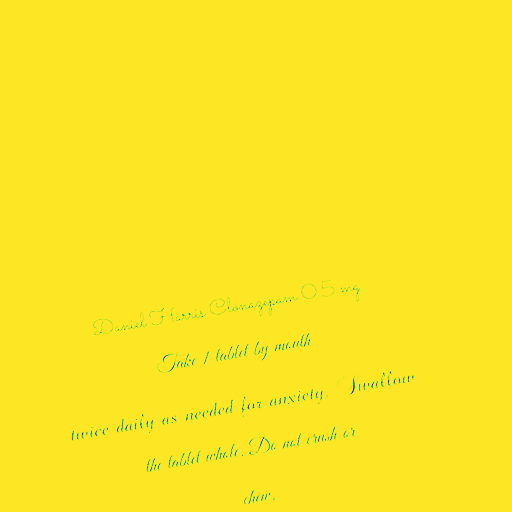 Daniel Harris Clonazepam 0.5 mg
Take 1 tablet by mouth
twice daily as needed for anxiety. Swallow
the tablet whole. Do not crush or
chew.